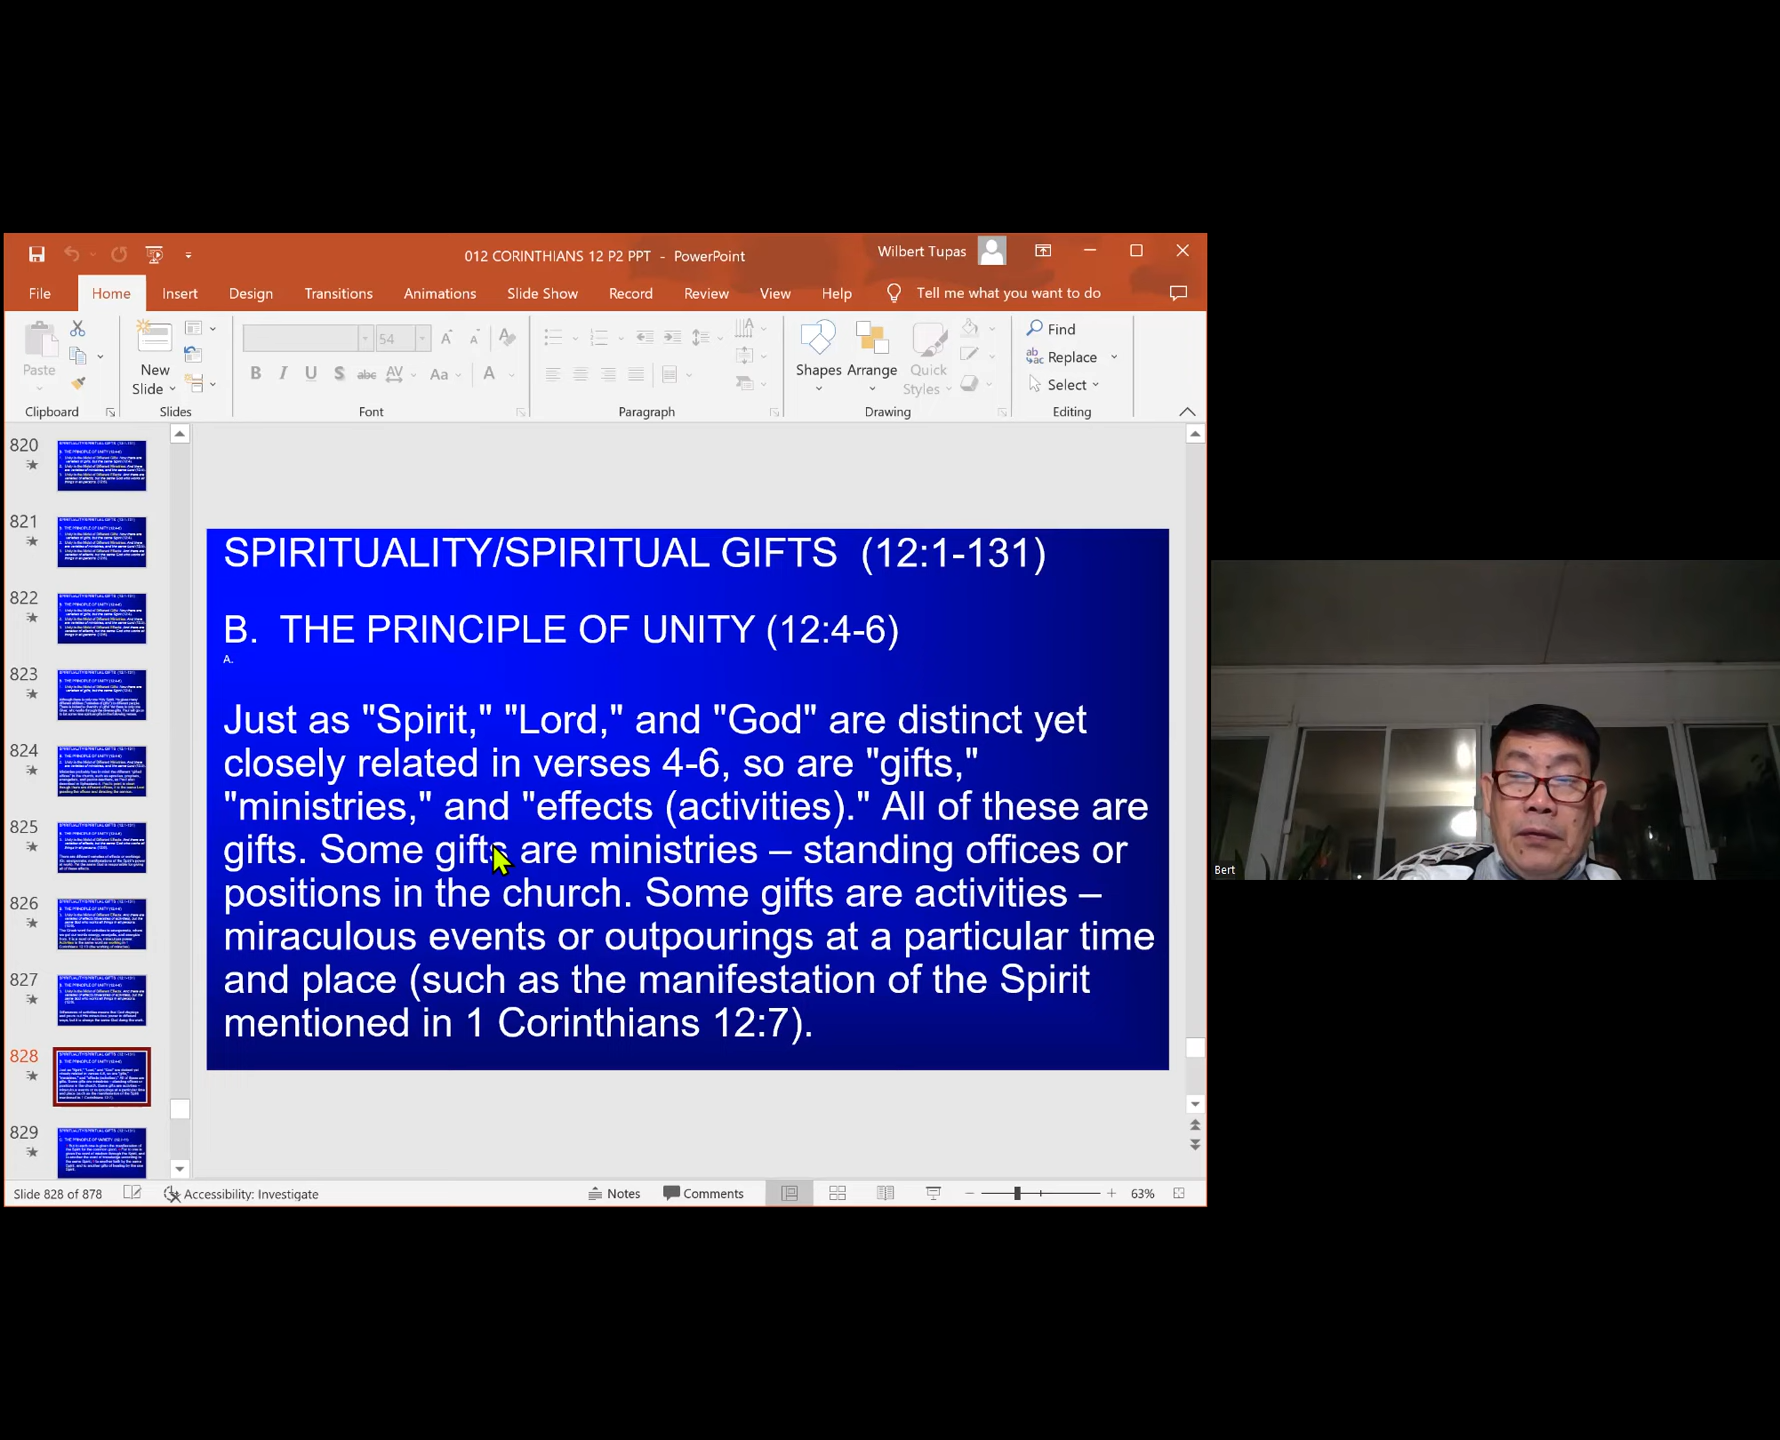 012 CORINTHIANS 12 P2 PPT - PowerPoint
Wilbert Tupas
File Home Insert Design Transitions Animations Slide Show Record Review View Help Tell me what you want to do
Paste
Clipboard
New
Slide
Slides
54
B I U S abc AV Aa A
Font
Paragraph
Shapes
Arrange
Quick
Styles
Drawing
Find
Replace
Select
Editing
820
821
822
823
824
825
826
827
828
829
SPIRITUALITY/SPIRITUAL GIFTS (12:1-131)
B. THE PRINCIPLE OF UNITY (12:4-6)
A.
Just as "Spirit," "Lord," and "God" are distinct yet
closely related in verses 4-6, so are "gifts,"
"ministries," and "effects (activities)." All of these are
gifts. Some gifts are ministries – standing offices or
positions in the church. Some gifts are activities –
miraculous events or outpourings at a particular time
and place (such as the manifestation of the Spirit
mentioned in 1 Corinthians 12:7).
Bert
Slide 828 of 878
Accessibility: Investigate
Notes
Comments
63%